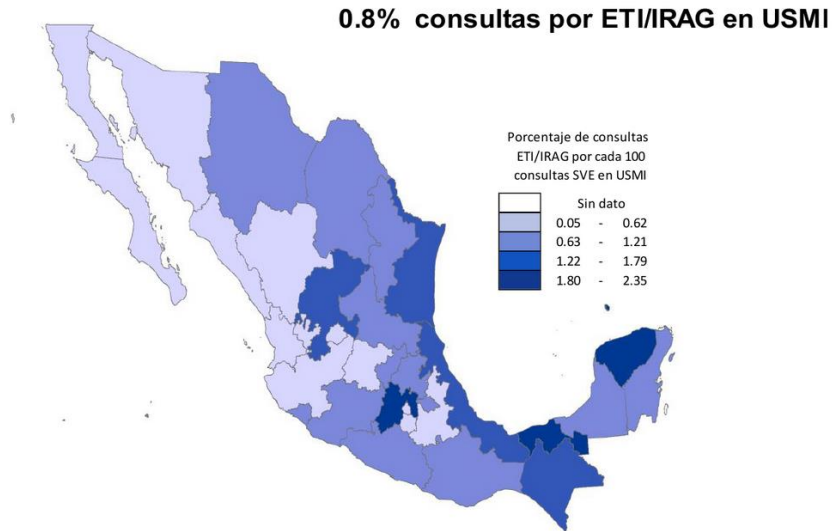 0.8% consultas por ETI/IRAG en USMI
Porcentaje de consultas
ETI/IRAG por cada 100
consultas SVE en USMI
Sin dato
0.05 - 0.62
0.63 - 1.21
1.22 - 1.79
1.80 - 2.35